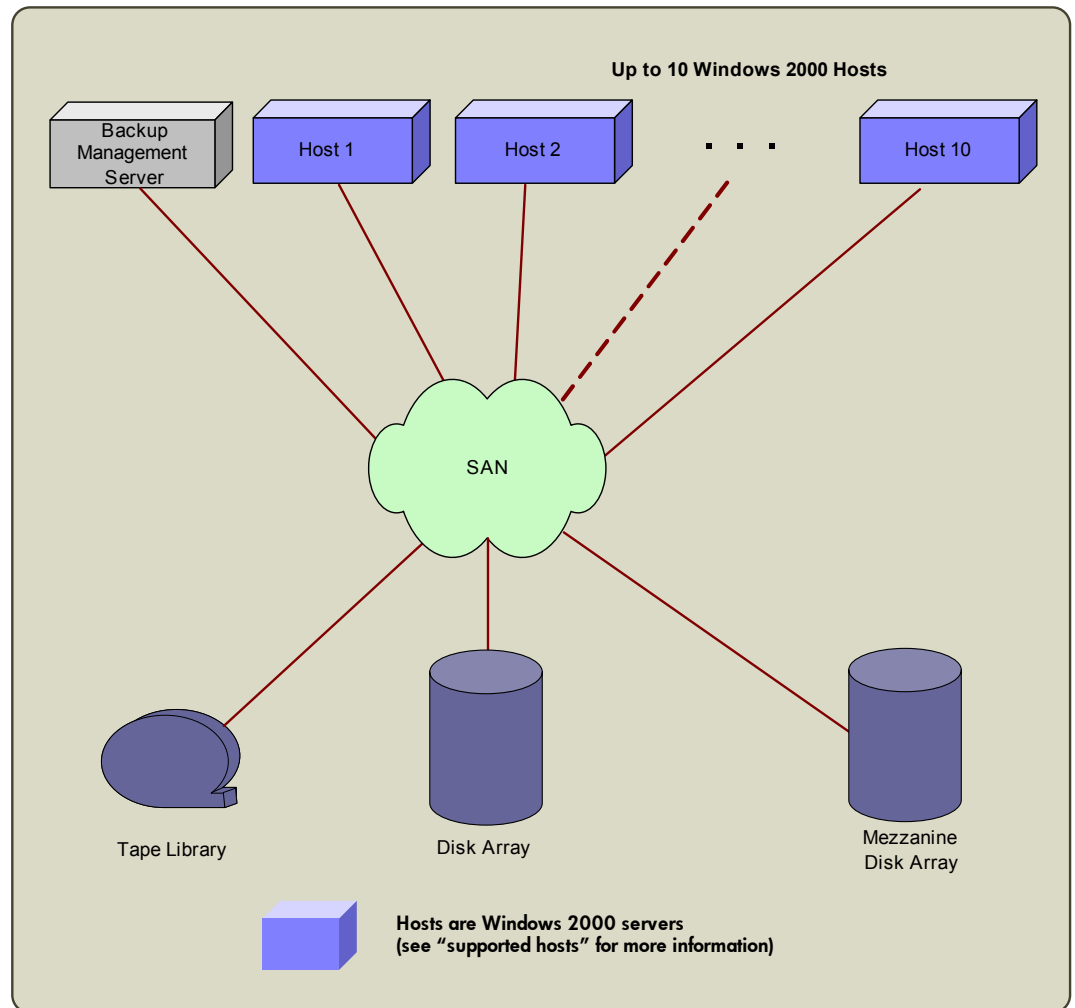 Up to 10 Windows 2000 Hosts
Backup
Management
Server
Host 1
Host 2
. . .
Host 10
SAN
Tape Library
Disk Array
Mezzanine
Disk Array
Hosts are Windows 2000 servers
(see “supported hosts” for more information)